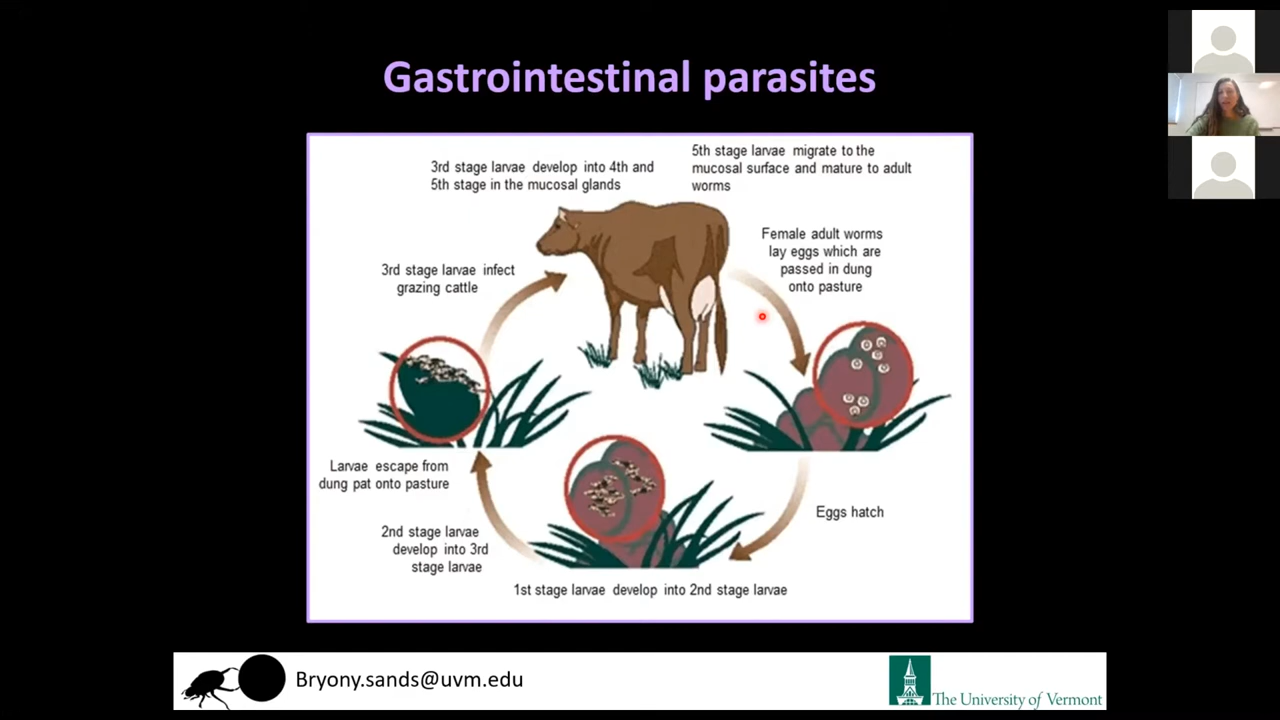 Gastrointestinal parasites
3rd stage larvae develop into 4th and
5th stage in the mucosal glands
5th stage larvae migrate to the
mucosal surface and mature to adult
worms
Female adult worms
lay eggs which are
passed in dung
onto pasture
3rd stage larvae infect
grazing cattle
Larvae escape from
dung pat onto pasture
Eggs hatch
2nd stage larvae
develop into 3rd
stage larvae
1st stage larvae develop into 2nd stage larvae
Bryony.sands@uvm.edu
The University of Vermont